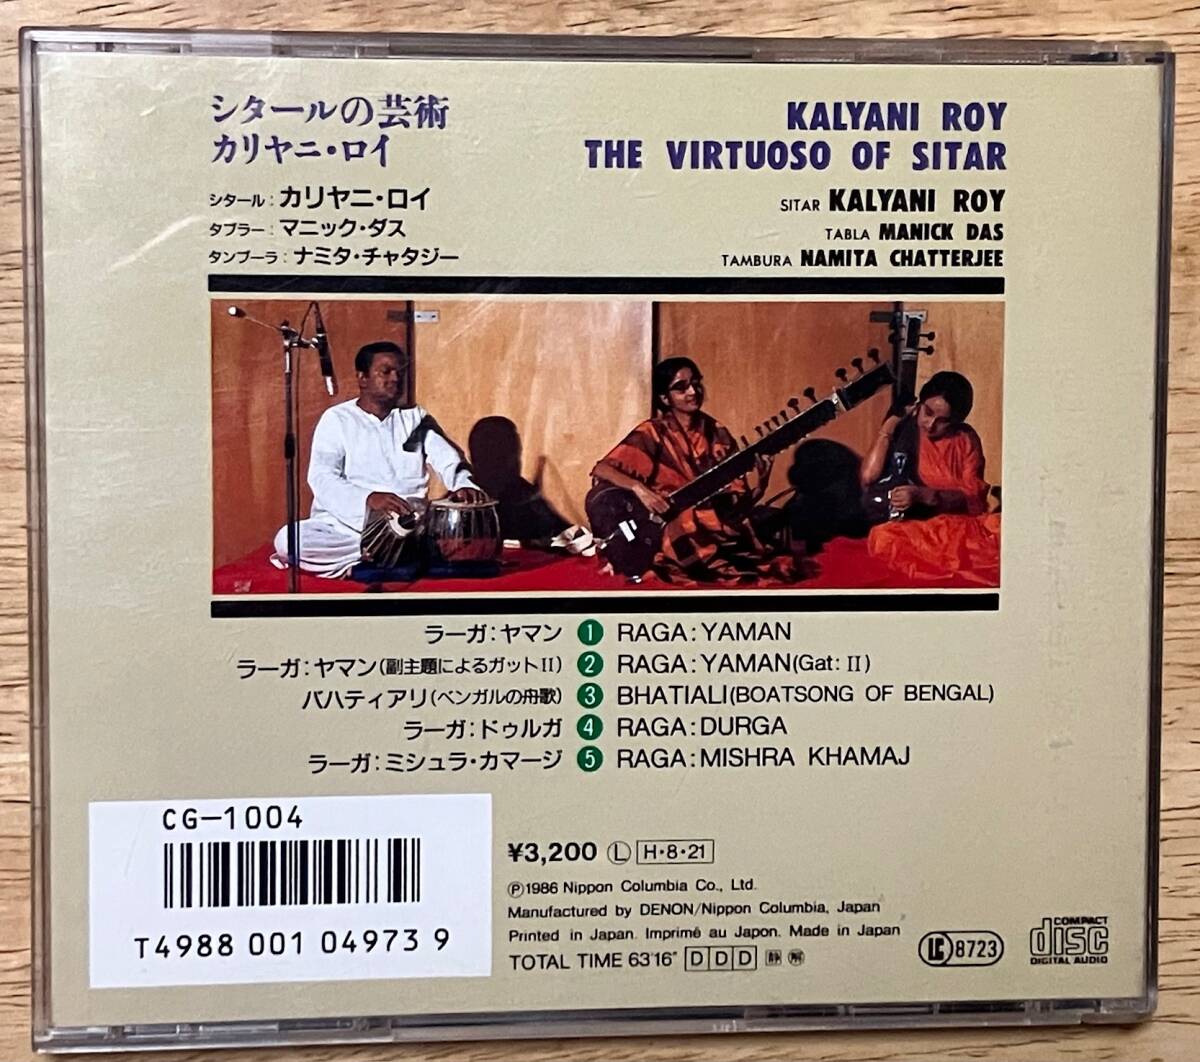 シタールの芸術
カリヤニ・ロイ
シタール:カリヤニ・ロイ
タブラー:マニック・ダス
タンブーラ:ナミタ・チャタジー
KALYANI ROY
THE VIRTUOSO OF SITAR
SITAR KALYANI ROY
TABLA MANICK DAS
TAMBURA NAMITA CHATTERJEE
ラーガ:ヤマン 1 RAGA:YAMAN
ラーガ:ヤマン(副主題によるガットII) 2 RAGA:YAMAN(Gat:II)
バハティアリ(ベンガルの舟歌) 3 BHATIALI(BOATSONG OF BENGAL)
ラーガ:ドゥルガ 4 RAGA:DURGA
ラーガ:ミシュラ・カマージ 5 RAGA:MISHRA KHAMAJ
CG-1004
T4988 001 04973 9
¥3,200 Ⓛ H・8・21
Ⓟ1986 Nippon Columbia Co., Ltd.
Manufactured by DENON/Nippon Columbia, Japan
Printed in Japan. Imprimé au Japon. Made in Japan
TOTAL TIME 63'16" D D D 静 解
LC 8723
COMPACT
disc
DIGITAL AUDIO